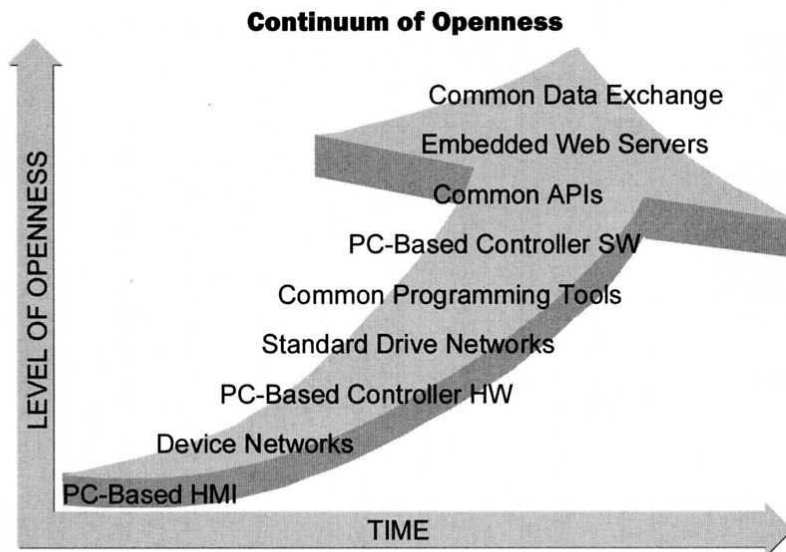 Continuum of Openness
Common Data Exchange
Embedded Web Servers
Common APIs
PC-Based Controller SW
Common Programming Tools
Standard Drive Networks
PC-Based Controller HW
Device Networks
PC-Based HMI
LEVEL OF OPENNESS
TIME